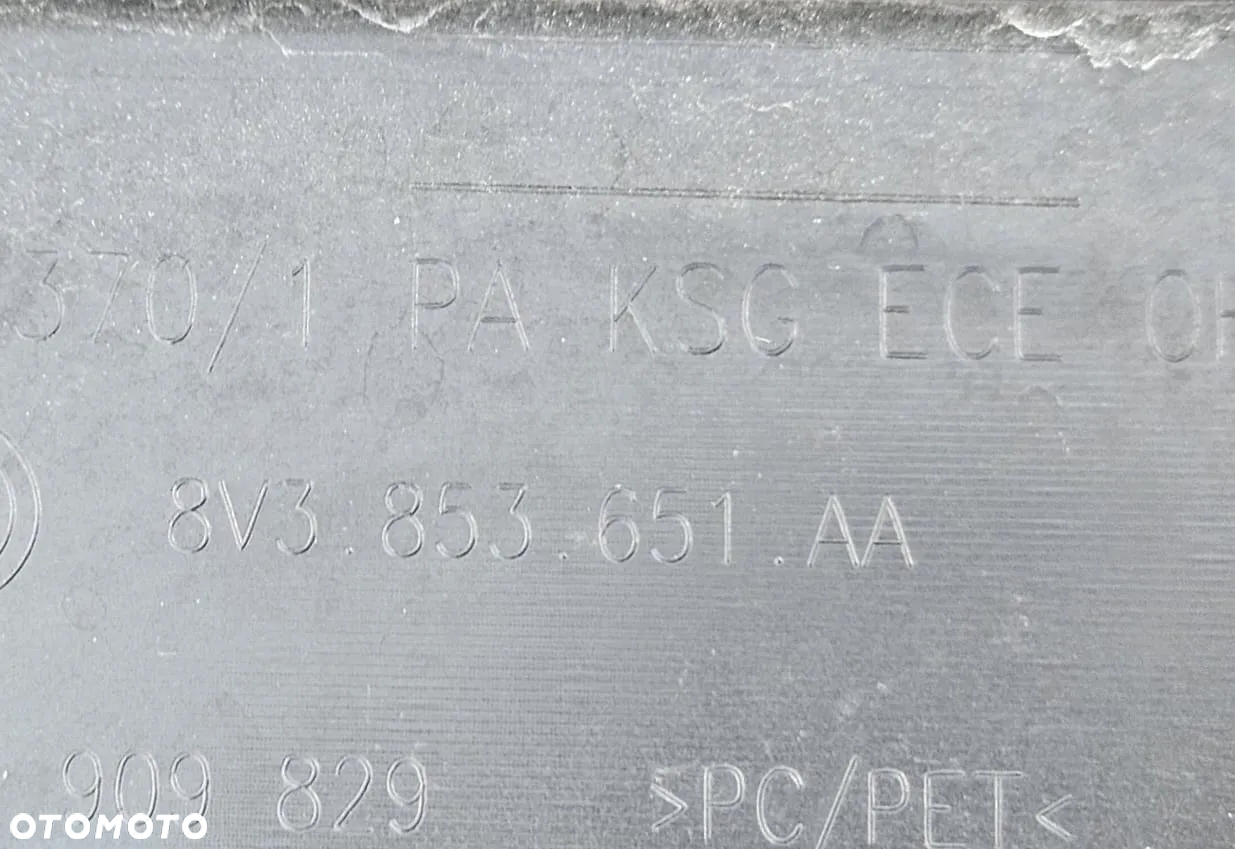 370/1 PA KSG ECE
8V3.853.651.AA
909 829 >PC/PET<
OTOMOTO